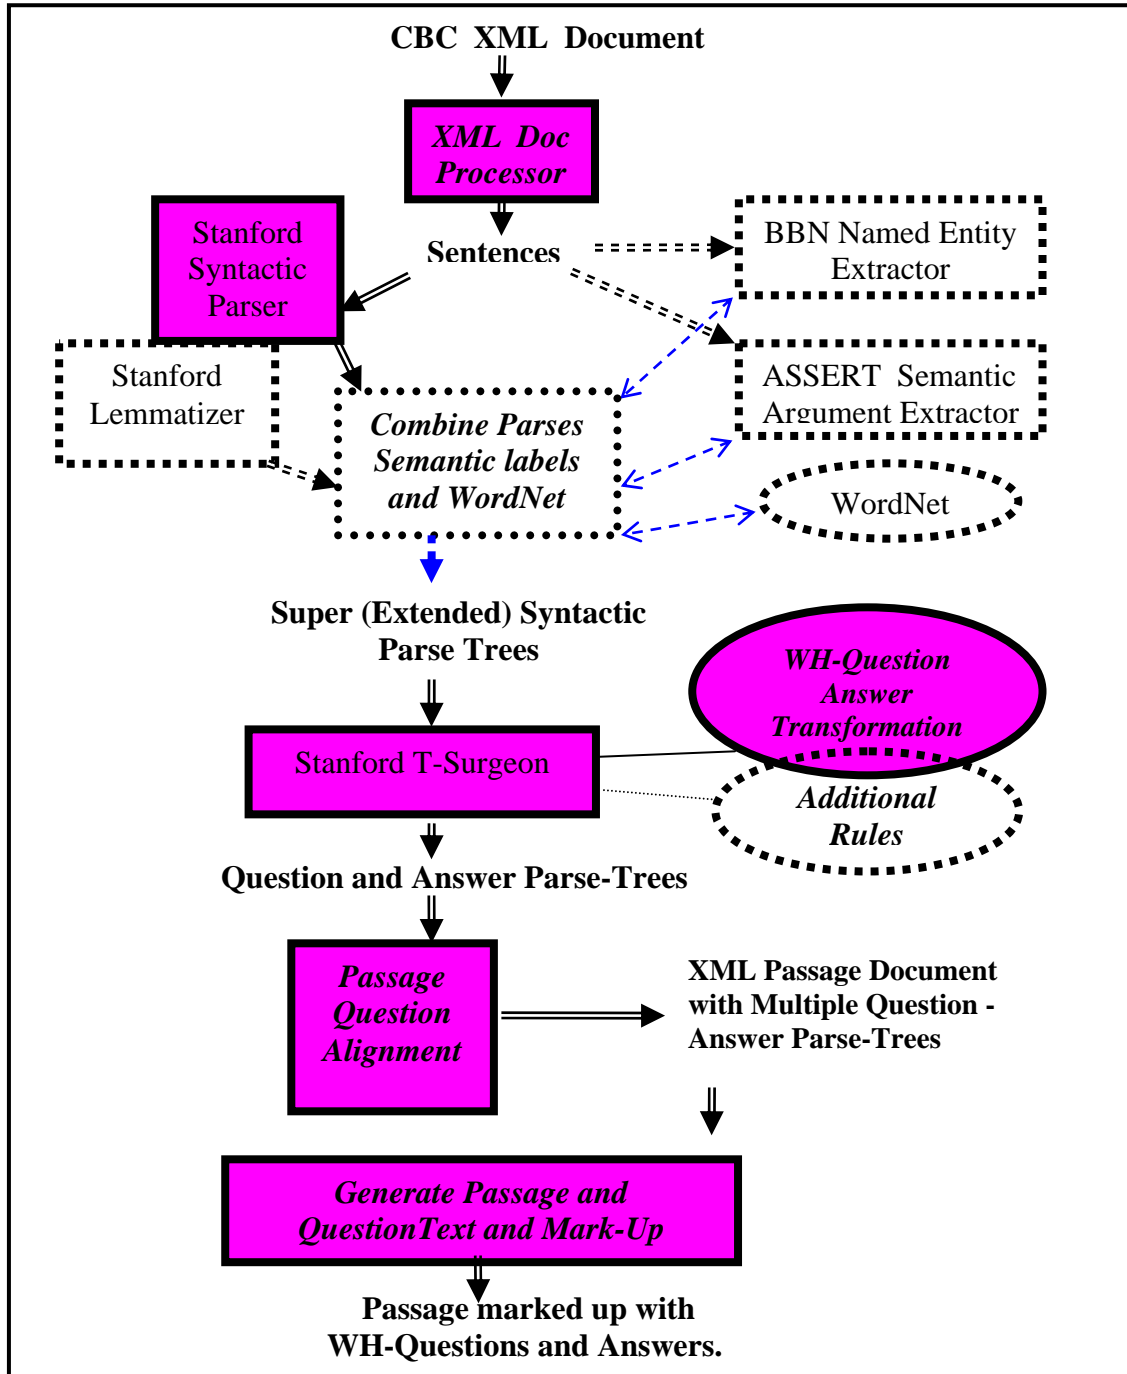 CBC XML Document
XML Doc
Processor
Stanford
Syntactic
Parser
Sentences
BBN Named Entity
Extractor
Stanford
Lemmatizer
Combine Parses
Semantic labels
and WordNet
ASSERT Semantic
Argument Extractor
WordNet
Super (Extended) Syntactic
Parse Trees
WH-Question
Answer
Transformation
Stanford T-Surgeon
Additional
Rules
Question and Answer Parse-Trees
Passage
Question
Alignment
XML Passage Document
with Multiple Question -
Answer Parse-Trees
Generate Passage and
QuestionText and Mark-Up
Passage marked up with
WH-Questions and Answers.